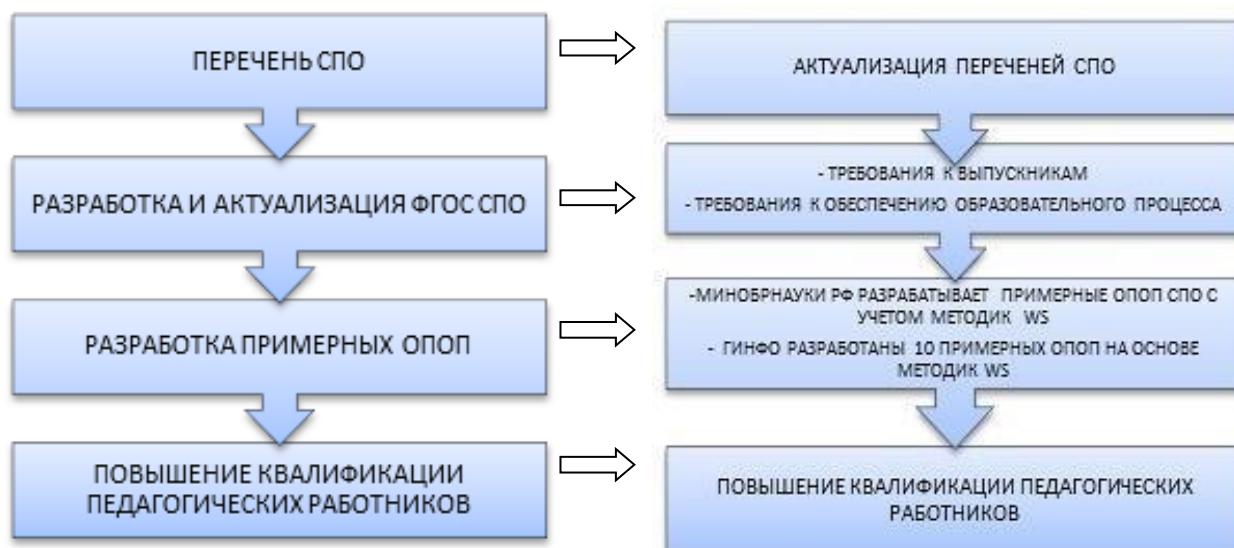 ПЕРЕЧЕНЬ СПО
АКТУАЛИЗАЦИЯ ПЕРЕЧЕНЕЙ СПО
РАЗРАБОТКА И АКТУАЛИЗАЦИЯ ФГОС СПО
- ТРЕБОВАНИЯ К ВЫПУСКНИКАМ
- ТРЕБОВАНИЯ К ОБЕСПЕЧЕНИЮ ОБРАЗОВАТЕЛЬНОГО ПРОЦЕССА
РАЗРАБОТКА ПРИМЕРНЫХ ОПОП
-МИНОБРНАУКИ РФ РАЗРАБАТЫВАЕТ ПРИМЕРНЫЕ ОПОП СПО С
УЧЕТОМ МЕТОДИК WS
- ГИНФО РАЗРАБОТАНЫ 10 ПРИМЕРНЫХ ОПОП НА ОСНОВЕ
МЕТОДИК WS
ПОВЫШЕНИЕ КВАЛИФИКАЦИИ
ПЕДАГОГИЧЕСКИХ РАБОТНИКОВ
ПОВЫШЕНИЕ КВАЛИФИКАЦИИ ПЕДАГОГИЧЕСКИХ
РАБОТНИКОВ